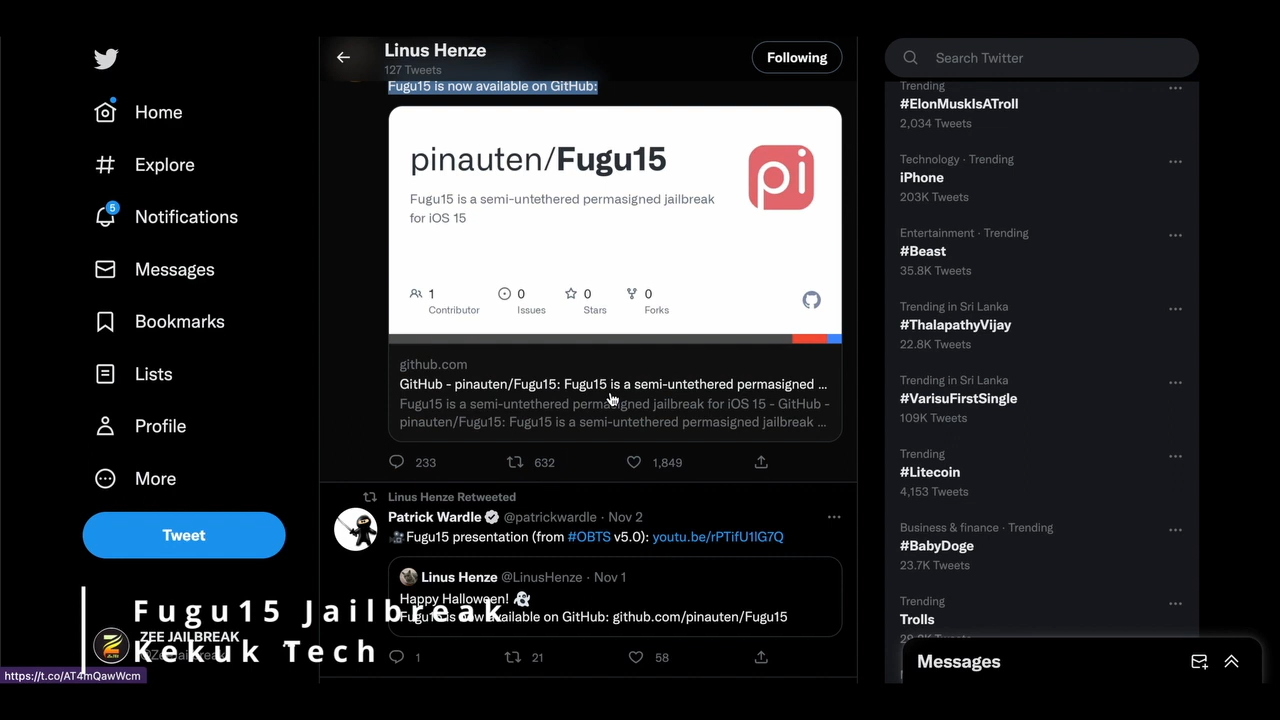 Home
Explore
5
Notifications
Messages
Bookmarks
Lists
Profile
More
Tweet
ZEE JAILBREAK
https://t.co/AT4mQawWcm
Fugu15 Jailbreak
Kekuk Tech
Linus Henze
127 Tweets
Following
Fugu15 is now available on GitHub:
pinauten/Fugu15
pi
Fugu15 is a semi-untethered permasigned jailbreak
for iOS 15
1
Contributor
0
Issues
0
Stars
0
Forks
github.com
GitHub - pinauten/Fugu15: Fugu15 is a semi-untethered permasigned ...
Fugu15 is a semi-untethered permasigned jailbreak for iOS 15 - GitHub -
pinauten/Fugu15: Fugu15 is a semi-untethered permasigned jailbreak ...
233
632
1,849
Linus Henze Retweeted
Patrick Wardle @patrickwardle · Nov 2
Fugu15 presentation (from #OBTS v5.0): youtu.be/rPTifU1lG7Q
Linus Henze @LinusHenze · Nov 1
Happy Halloween!
Fugu15 is now available on GitHub: github.com/pinauten/Fugu15
1
21
58
Search Twitter
Trending
#ElonMuskIsATroll
2,034 Tweets
Technology · Trending
iPhone
203K Tweets
Entertainment · Trending
#Beast
35.8K Tweets
Trending in Sri Lanka
#ThalapathyVijay
22.8K Tweets
Trending in Sri Lanka
#VarisuFirstSingle
109K Tweets
Trending
#Litecoin
4,153 Tweets
Business & finance · Trending
#BabyDoge
23.7K Tweets
Trending
Trolls
Messages